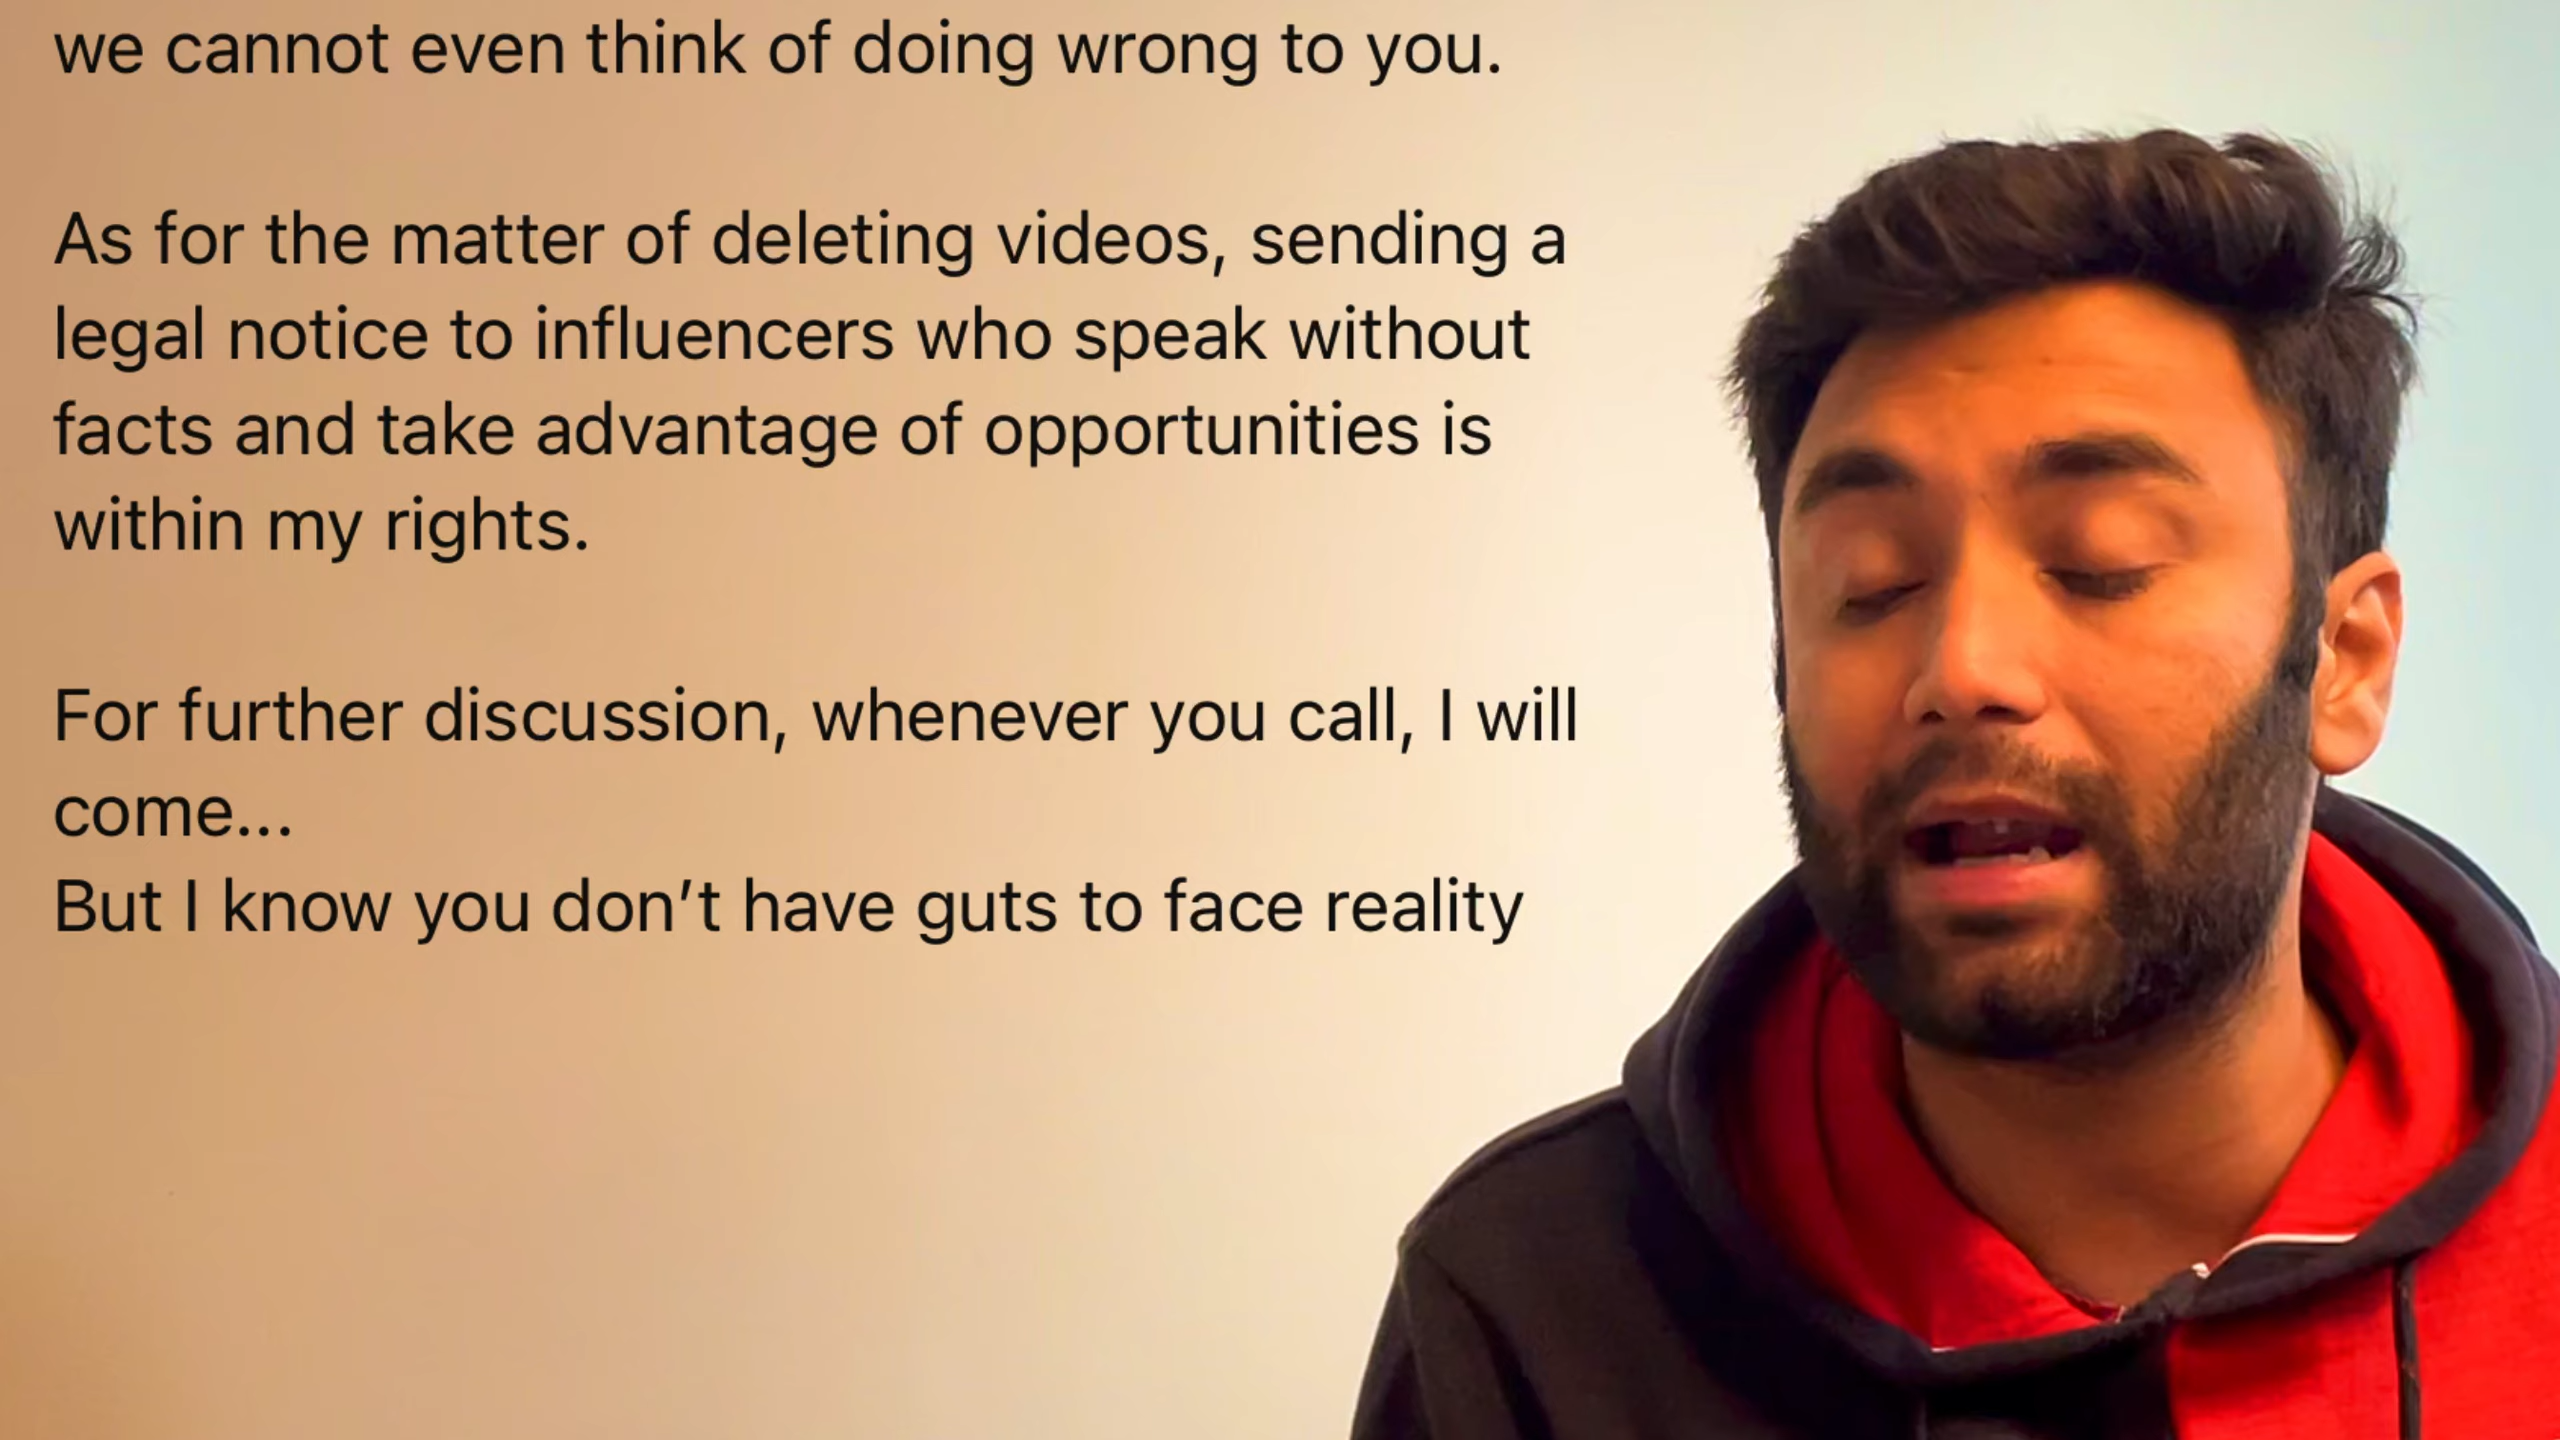 we cannot even think of doing wrong to you.
As for the matter of deleting videos, sending a
legal notice to influencers who speak without
facts and take advantage of opportunities is
within my rights.
For further discussion, whenever you call, I will
come...
But I know you don’t have guts to face reality